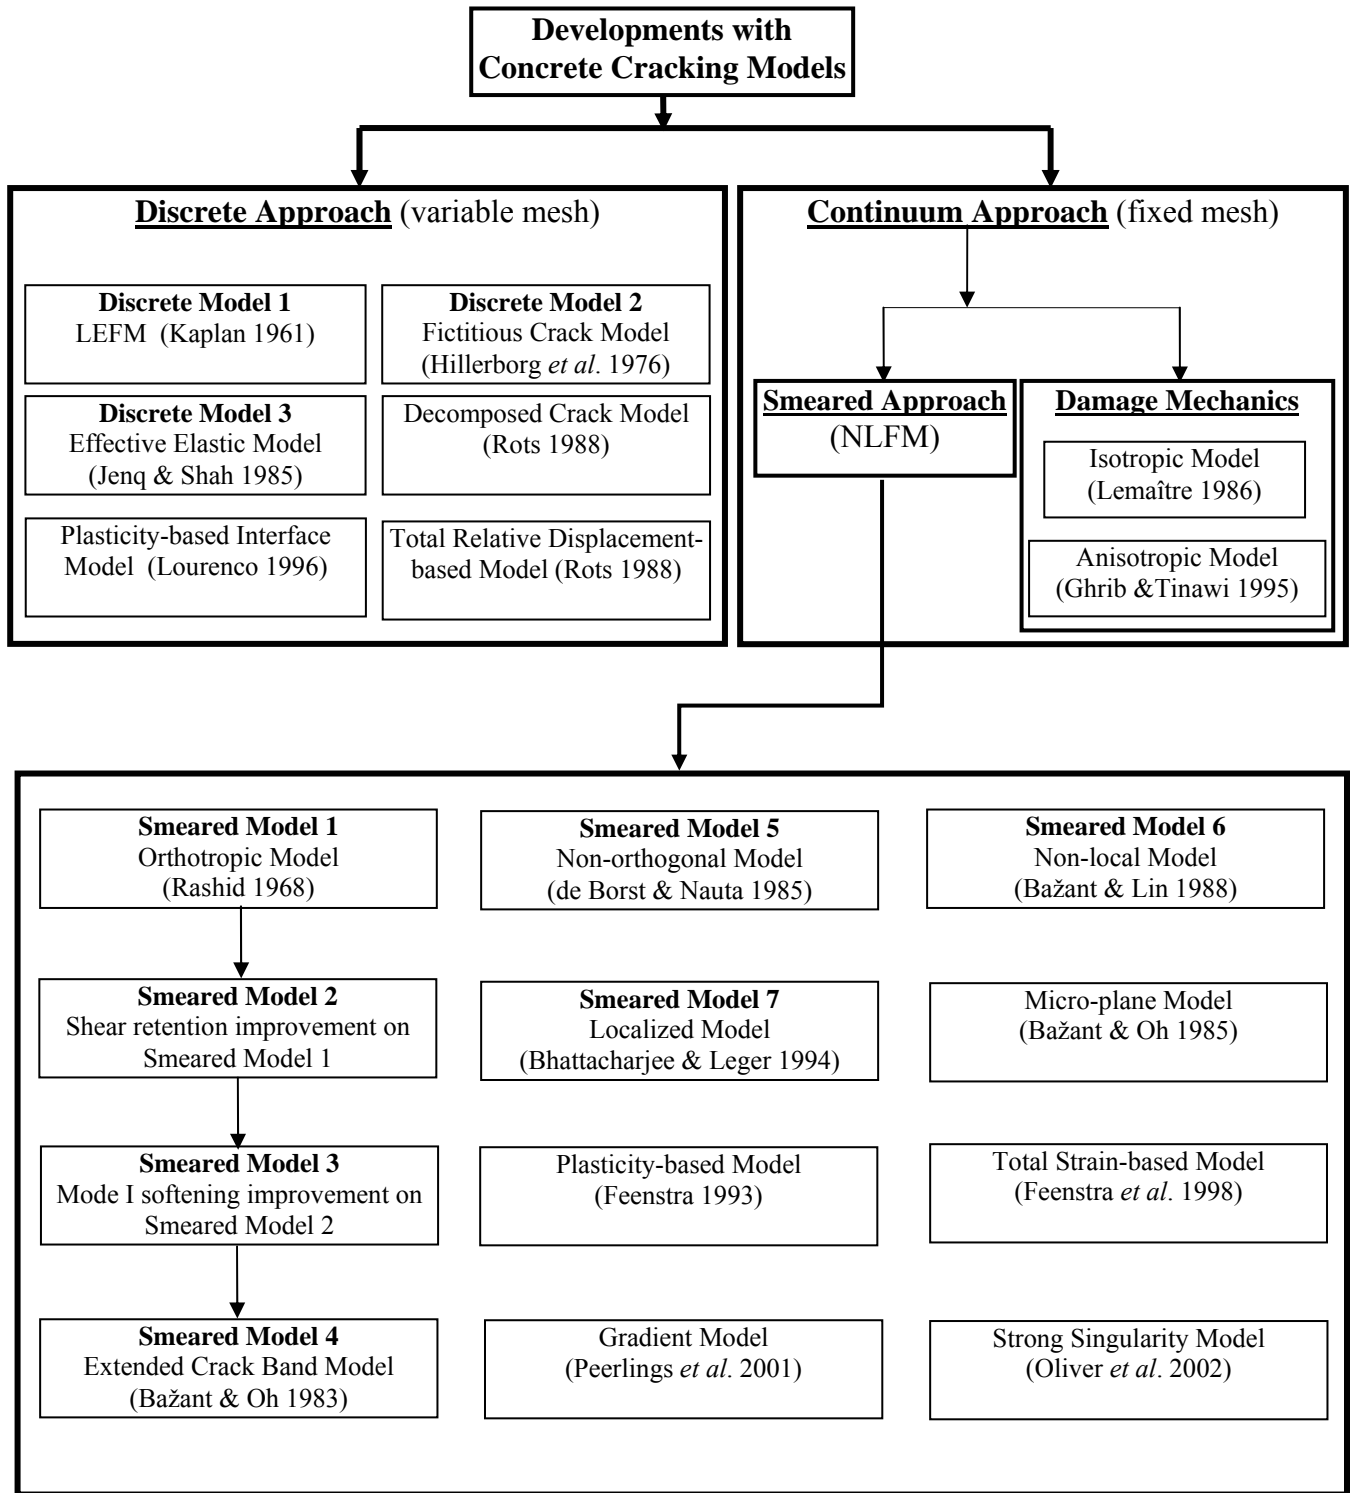 Developments with
Concrete Cracking Models
Discrete Approach (variable mesh)
Discrete Model 1
LEFM (Kaplan 1961)
Discrete Model 2
Fictitious Crack Model
(Hillerborg et al. 1976)
Discrete Model 3
Effective Elastic Model
(Jenq & Shah 1985)
Decomposed Crack Model
(Rots 1988)
Plasticity-based Interface
Model (Lourenco 1996)
Total Relative Displacement-
based Model (Rots 1988)
Continuum Approach (fixed mesh)
Smeared Approach
(NLFM)
Damage Mechanics
Isotropic Model
(Lemaître 1986)
Anisotropic Model
(Ghrib &Tinawi 1995)
Smeared Model 1
Orthotropic Model
(Rashid 1968)
Smeared Model 5
Non-orthogonal Model
(de Borst & Nauta 1985)
Smeared Model 6
Non-local Model
(Bažant & Lin 1988)
Smeared Model 2
Shear retention improvement on
Smeared Model 1
Smeared Model 7
Localized Model
(Bhattacharjee & Leger 1994)
Micro-plane Model
(Bažant & Oh 1985)
Smeared Model 3
Mode I softening improvement on
Smeared Model 2
Plasticity-based Model
(Feenstra 1993)
Total Strain-based Model
(Feenstra et al. 1998)
Smeared Model 4
Extended Crack Band Model
(Bažant & Oh 1983)
Gradient Model
(Peerlings et al. 2001)
Strong Singularity Model
(Oliver et al. 2002)